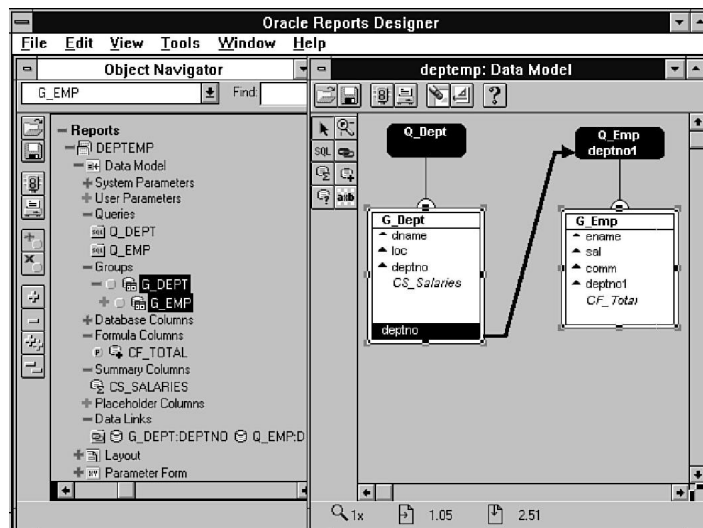 Oracle Reports Designer
File Edit View Tools Window Help
Object Navigator
G_EMP
Find:
Reports
DEPTEMP
Data Model
System Parameters
User Parameters
Queries
SQL Q_DEPT
SQL Q_EMP
Groups
G_DEPT
G_EMP
Database Columns
Formula Columns
P CF_TOTAL
Summary Columns
CS_SALARIES
Placeholder Columns
Data Links
G_DEPT:DEPTNO Q_EMP:D
Layout
Parameter Form
deptemp: Data Model
SQL
Q_Dept
Q_Emp
deptno1
G_Dept
dname
loc
deptno
CS_Salaries
deptno
G_Emp
ename
sal
comm
deptno1
CF_Total
1x 1.05 2.51